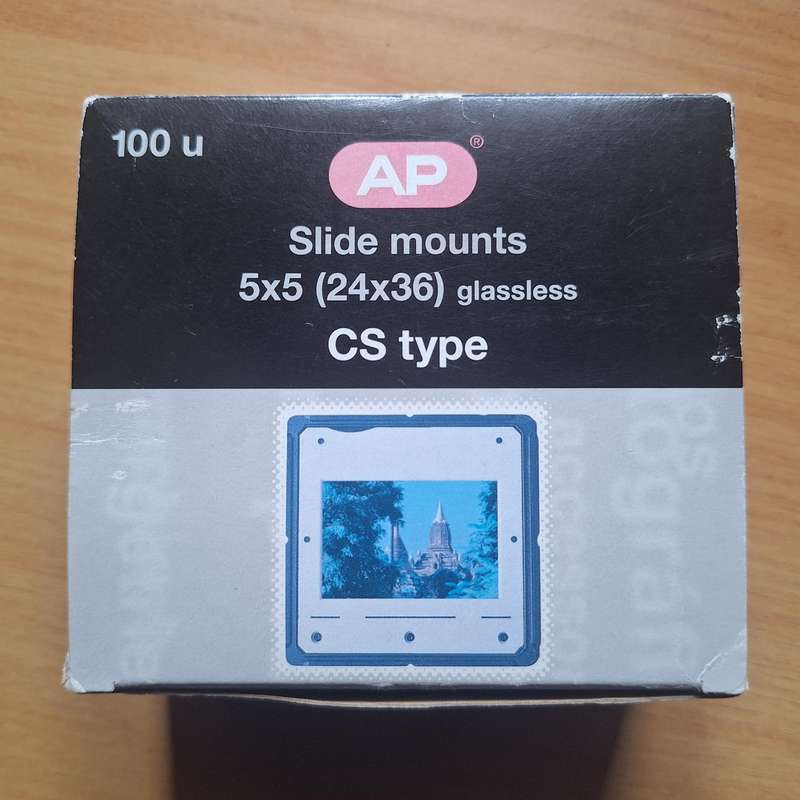 100 u
AP®
Slide mounts
5x5 (24x36) glassless
CS type